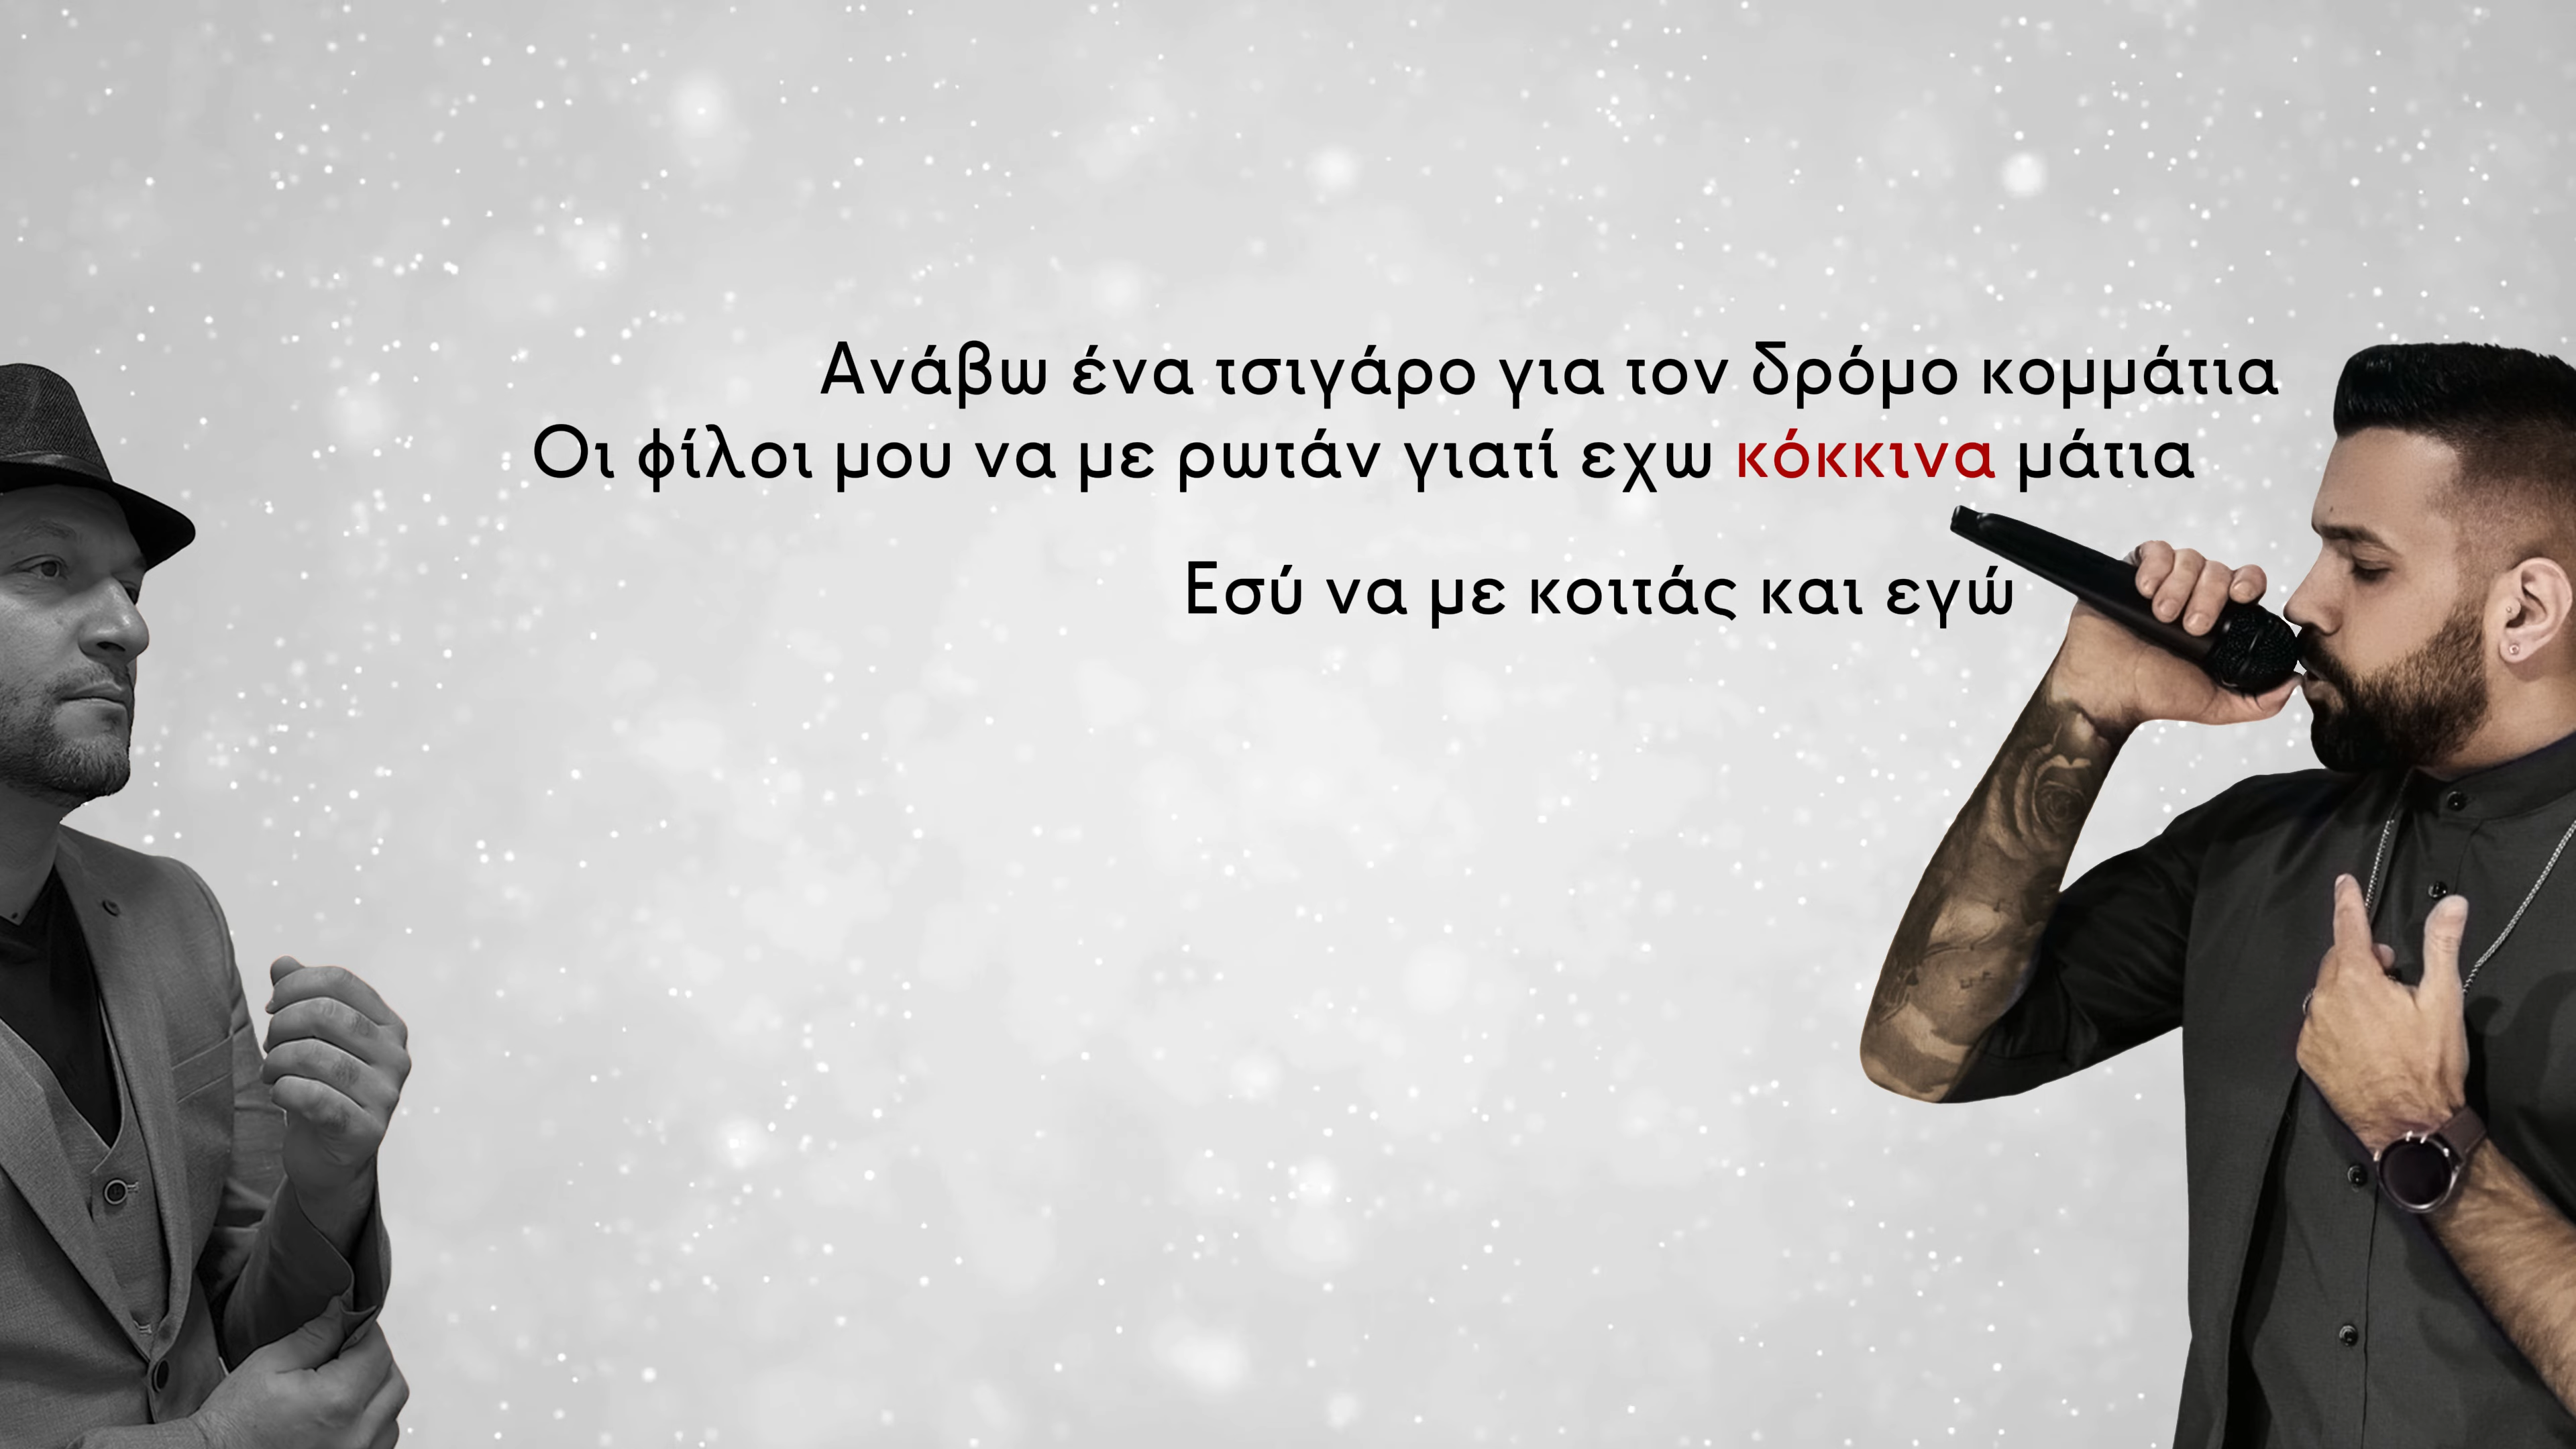 Ανάβω ένα τσιγάρο για τον δρόμο κομμάτια
Οι φίλοι μου να με ρωτάν γιατί εχω κόκκινα μάτια
Εσύ να με κοιτάς και εγώ